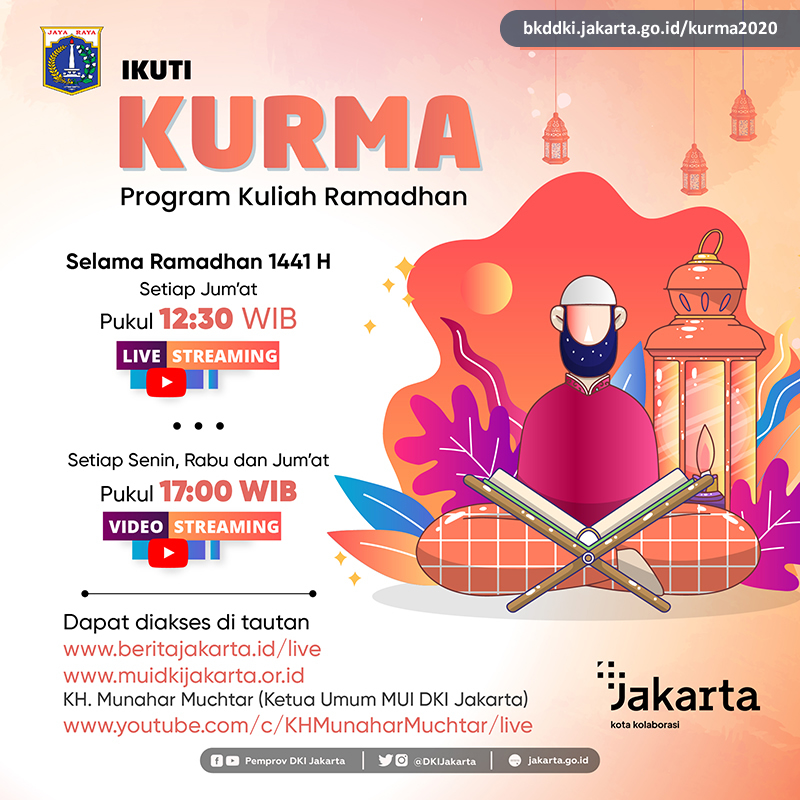 bkddki.jakarta.go.id/kurma2020
JAYA RAYA
IKUTI
KURMA
Program Kuliah Ramadhan
Selama Ramadhan 1441 H
Setiap Jum'at
Pukul 12:30 WIB
LIVE STREAMING
Setiap Senin, Rabu dan Jum'at
Pukul 17:00 WIB
VIDEO STREAMING
Dapat diakses di tautan
www.beritajakarta.id/live
www.muidkijakarta.or.id
KH. Munahar Muchtar (Ketua Umum MUI DKI Jakarta)
www.youtube.com/c/KHMunaharMuchtar/live
jakarta
kota kolaborasi
Pemprov DKI Jakarta | @DKIJakarta | jakarta.go.id